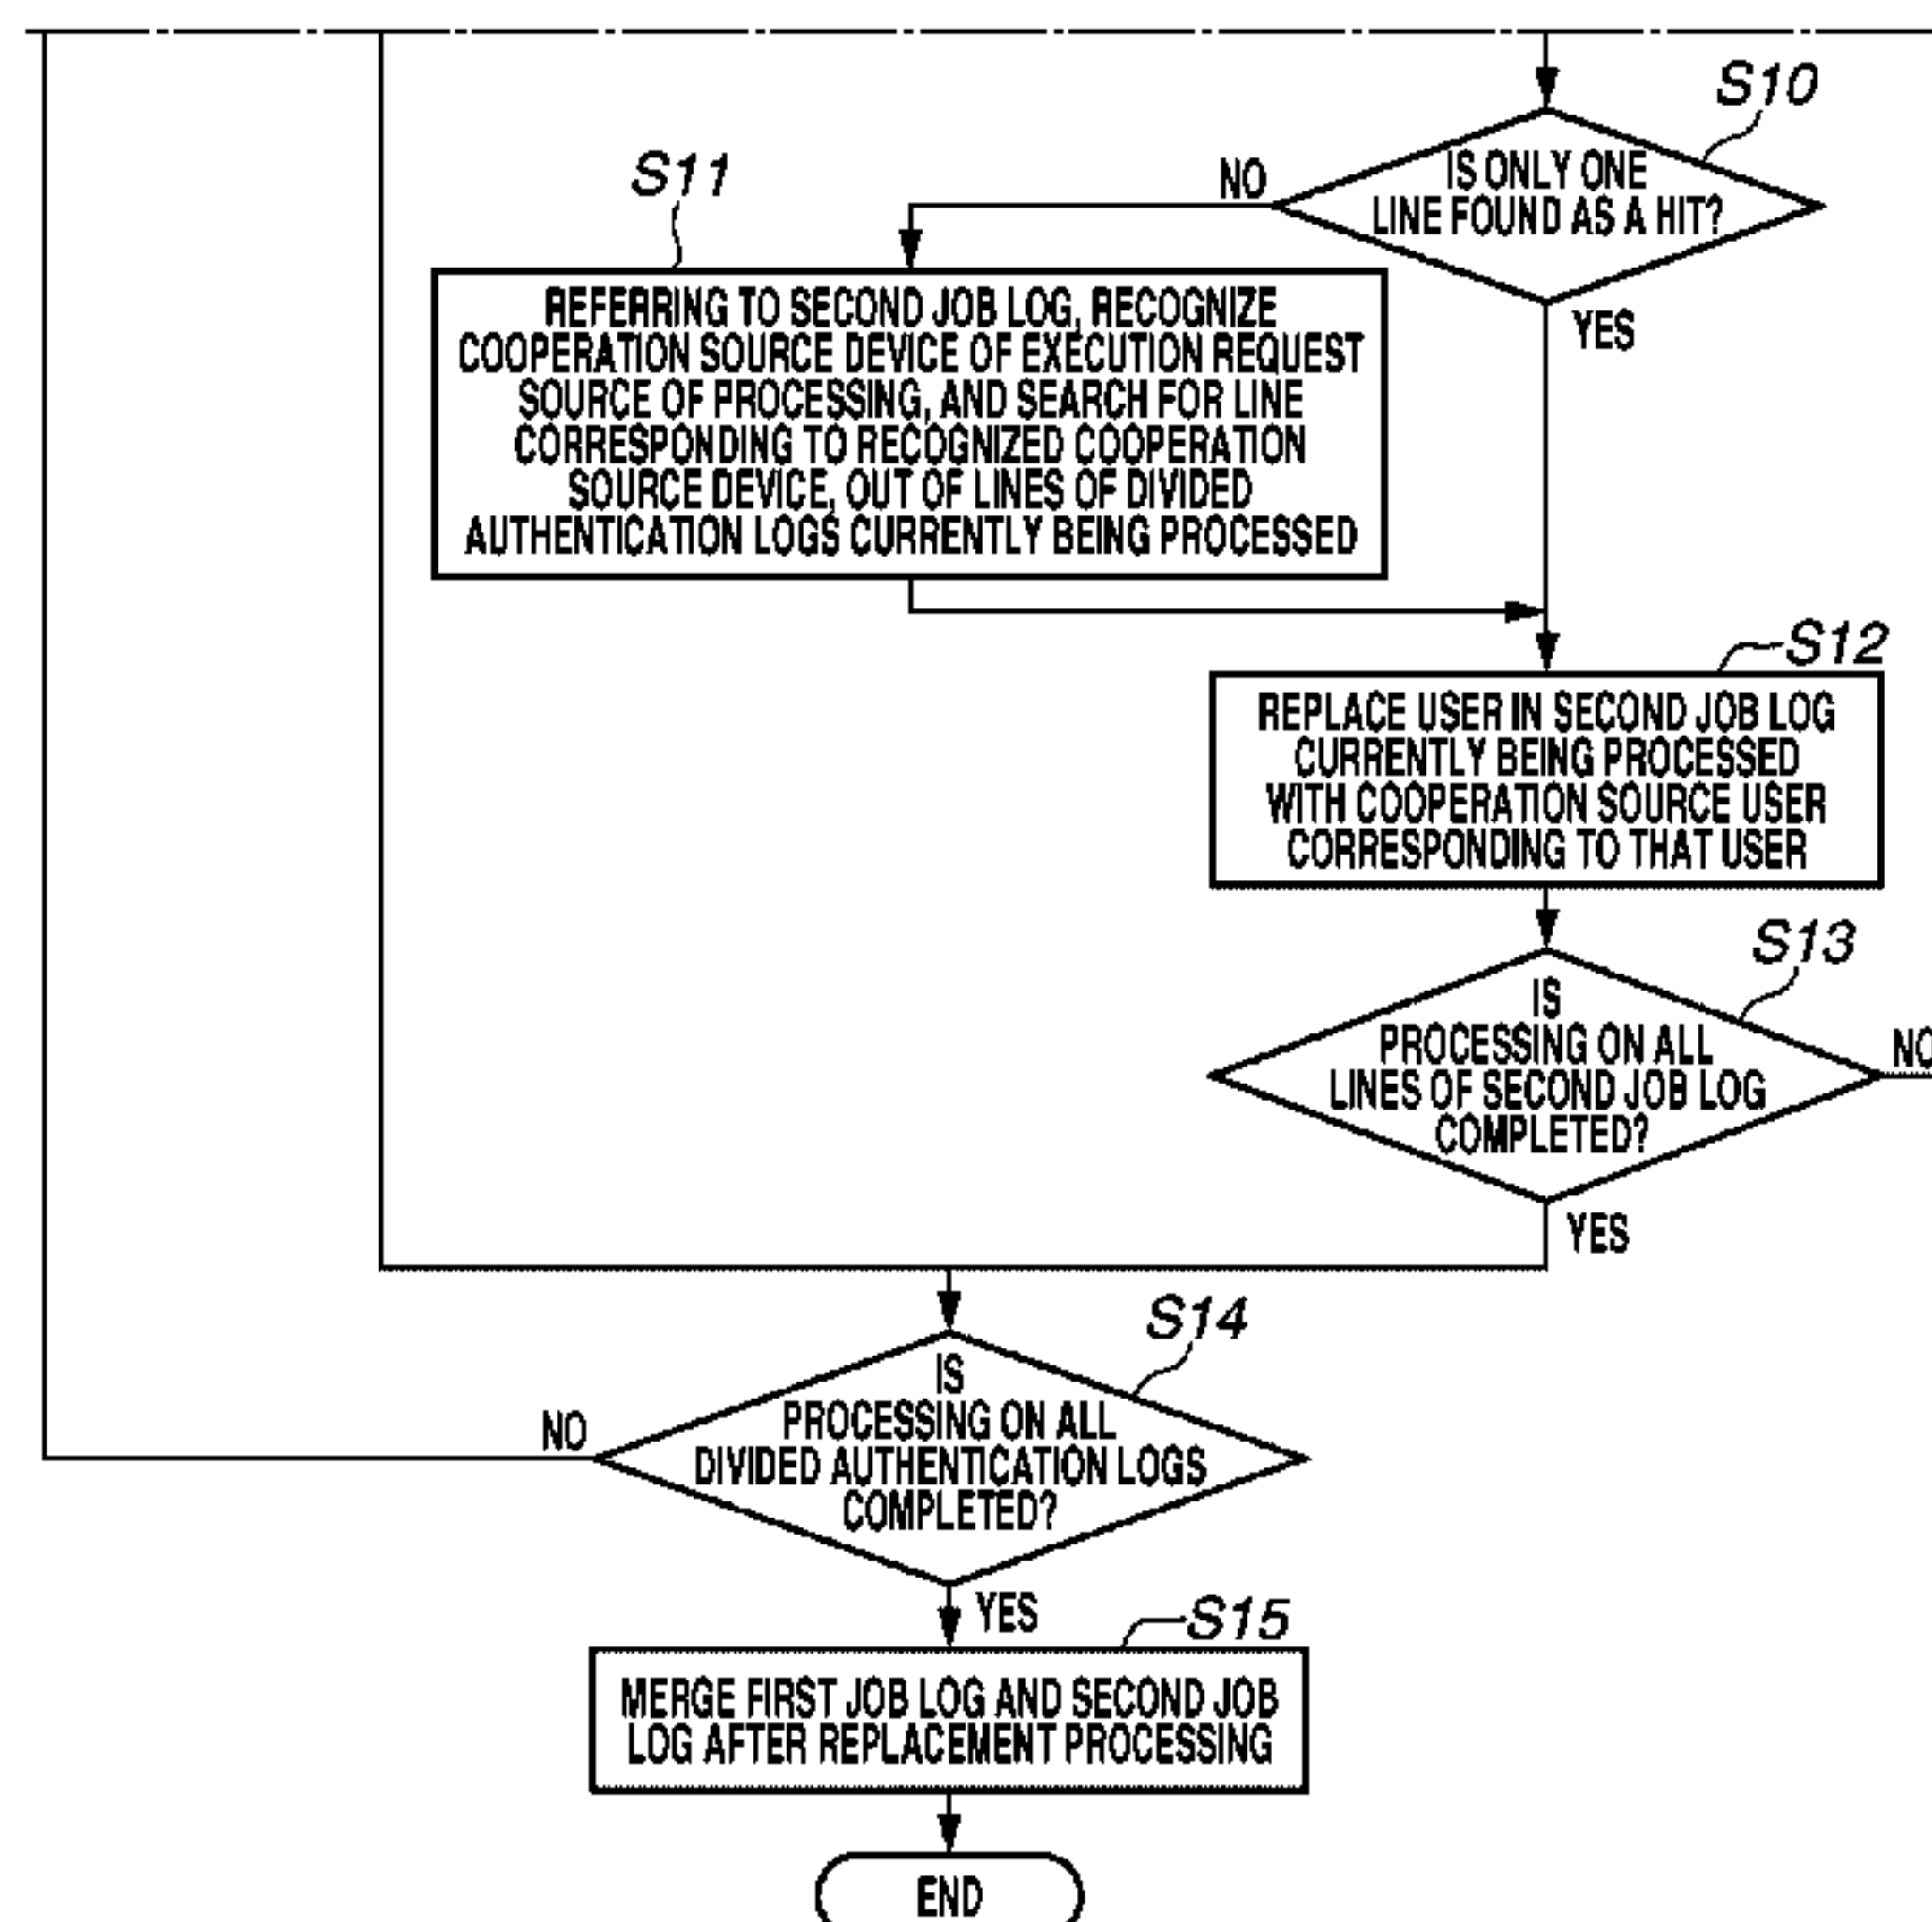 S10
IS ONLY ONE
LINE FOUND AS A HIT?
NO
YES
S11
REFERRING TO SECOND JOB LOG, RECOGNIZE
COOPERATION SOURCE DEVICE OF EXECUTION REQUEST
SOURCE OF PROCESSING, AND SEARCH FOR LINE
CORRESPONDING TO RECOGNIZED COOPERATION
SOURCE DEVICE, OUT OF LINES OF DIVIDED
AUTHENTICATION LOGS CURRENTLY BEING PROCESSED
S12
REPLACE USER IN SECOND JOB LOG
CURRENTLY BEING PROCESSED
WITH COOPERATION SOURCE USER
CORRESPONDING TO THAT USER
S13
IS
PROCESSING ON ALL
LINES OF SECOND JOB LOG
COMPLETED?
NO
YES
S14
IS
PROCESSING ON ALL
DIVIDED AUTHENTICATION LOGS
COMPLETED?
NO
YES
S15
MERGE FIRST JOB LOG AND SECOND JOB
LOG AFTER REPLACEMENT PROCESSING
END